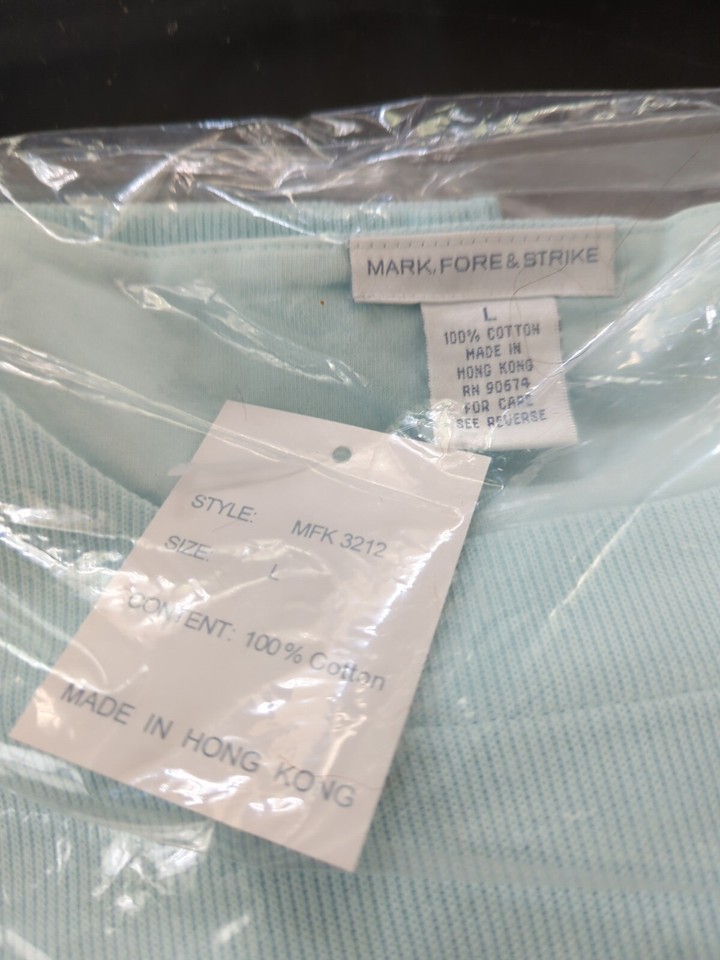 MARK, FORE & STRIKE
L
100% COTTON
MADE IN
HONG KONG
RN 90674
FOR CARE
SEE REVERSE
STYLE: MFK 3212
SIZE: L
CONTENT: 100% Cotton
MADE IN HONG KONG